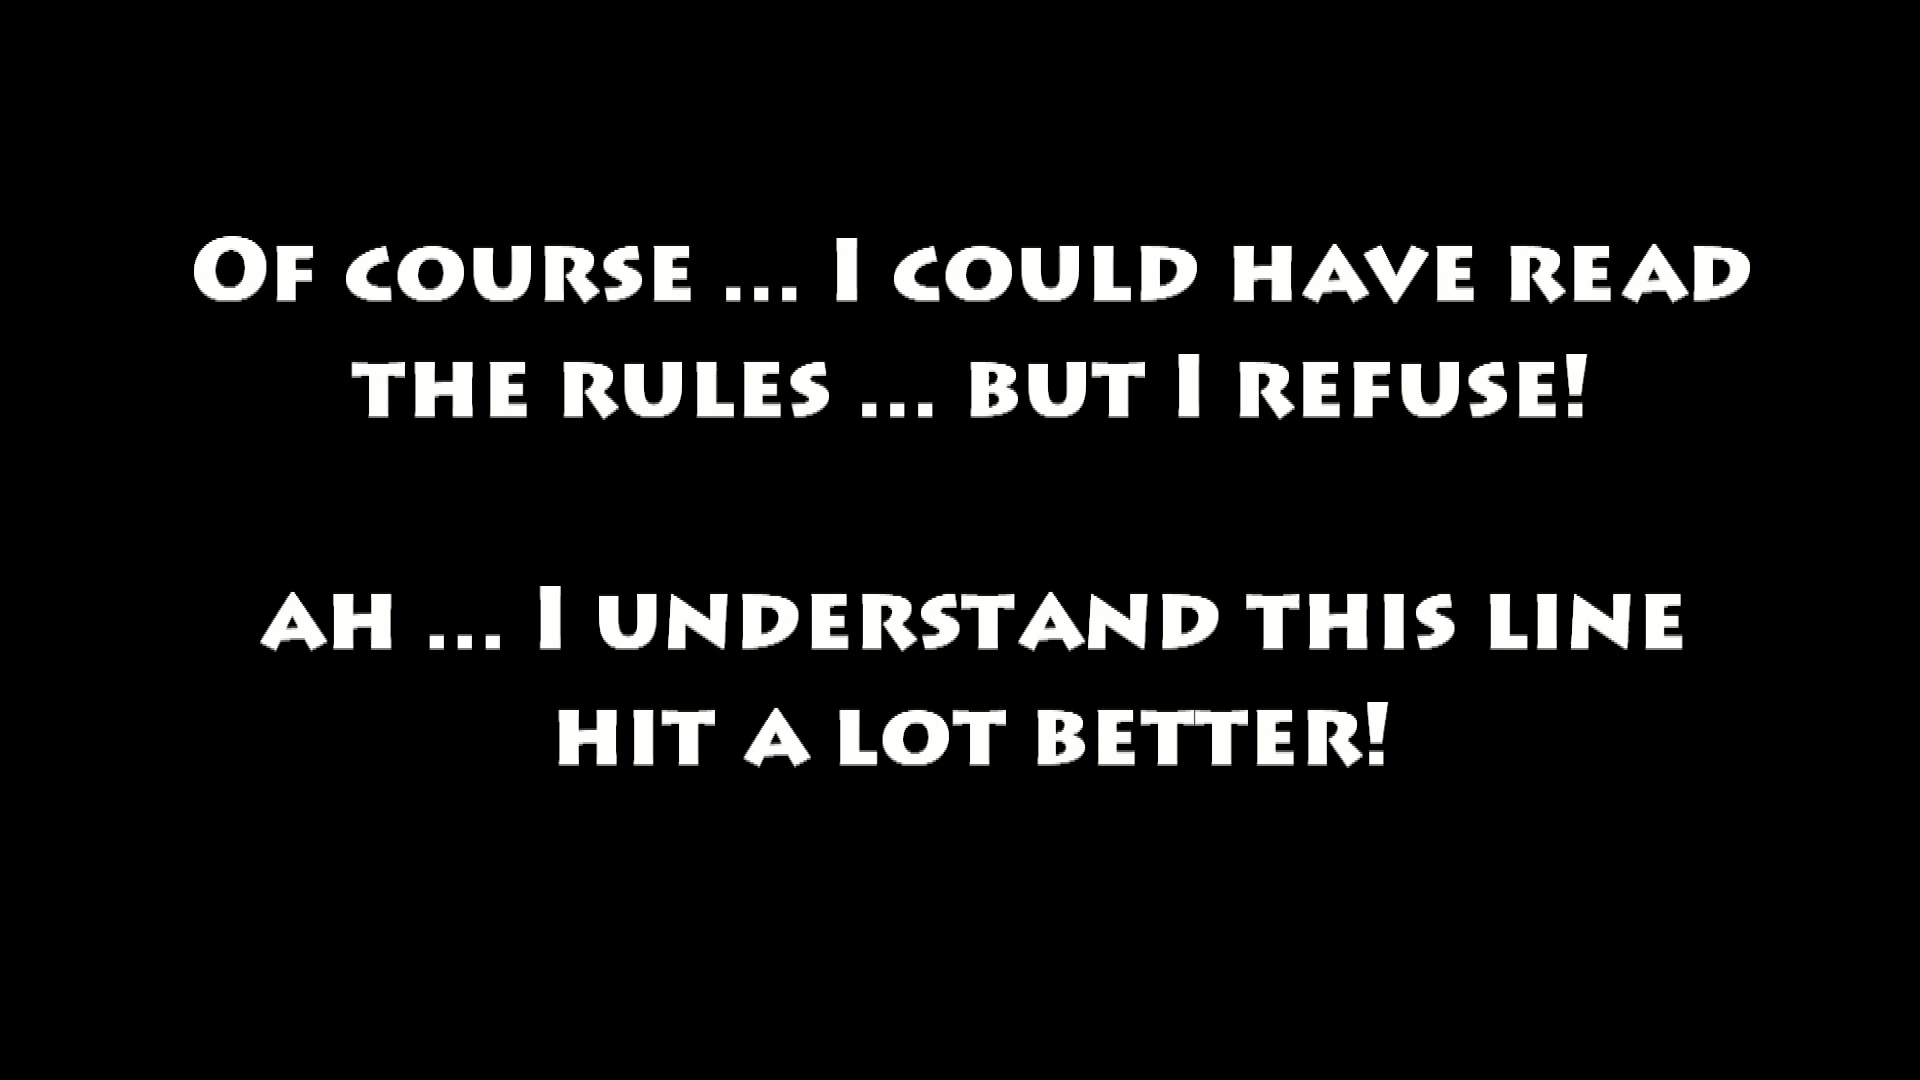 Of course ... I could have read
the rules ... but I refuse!
ah ... I understand this line
hit a lot better!